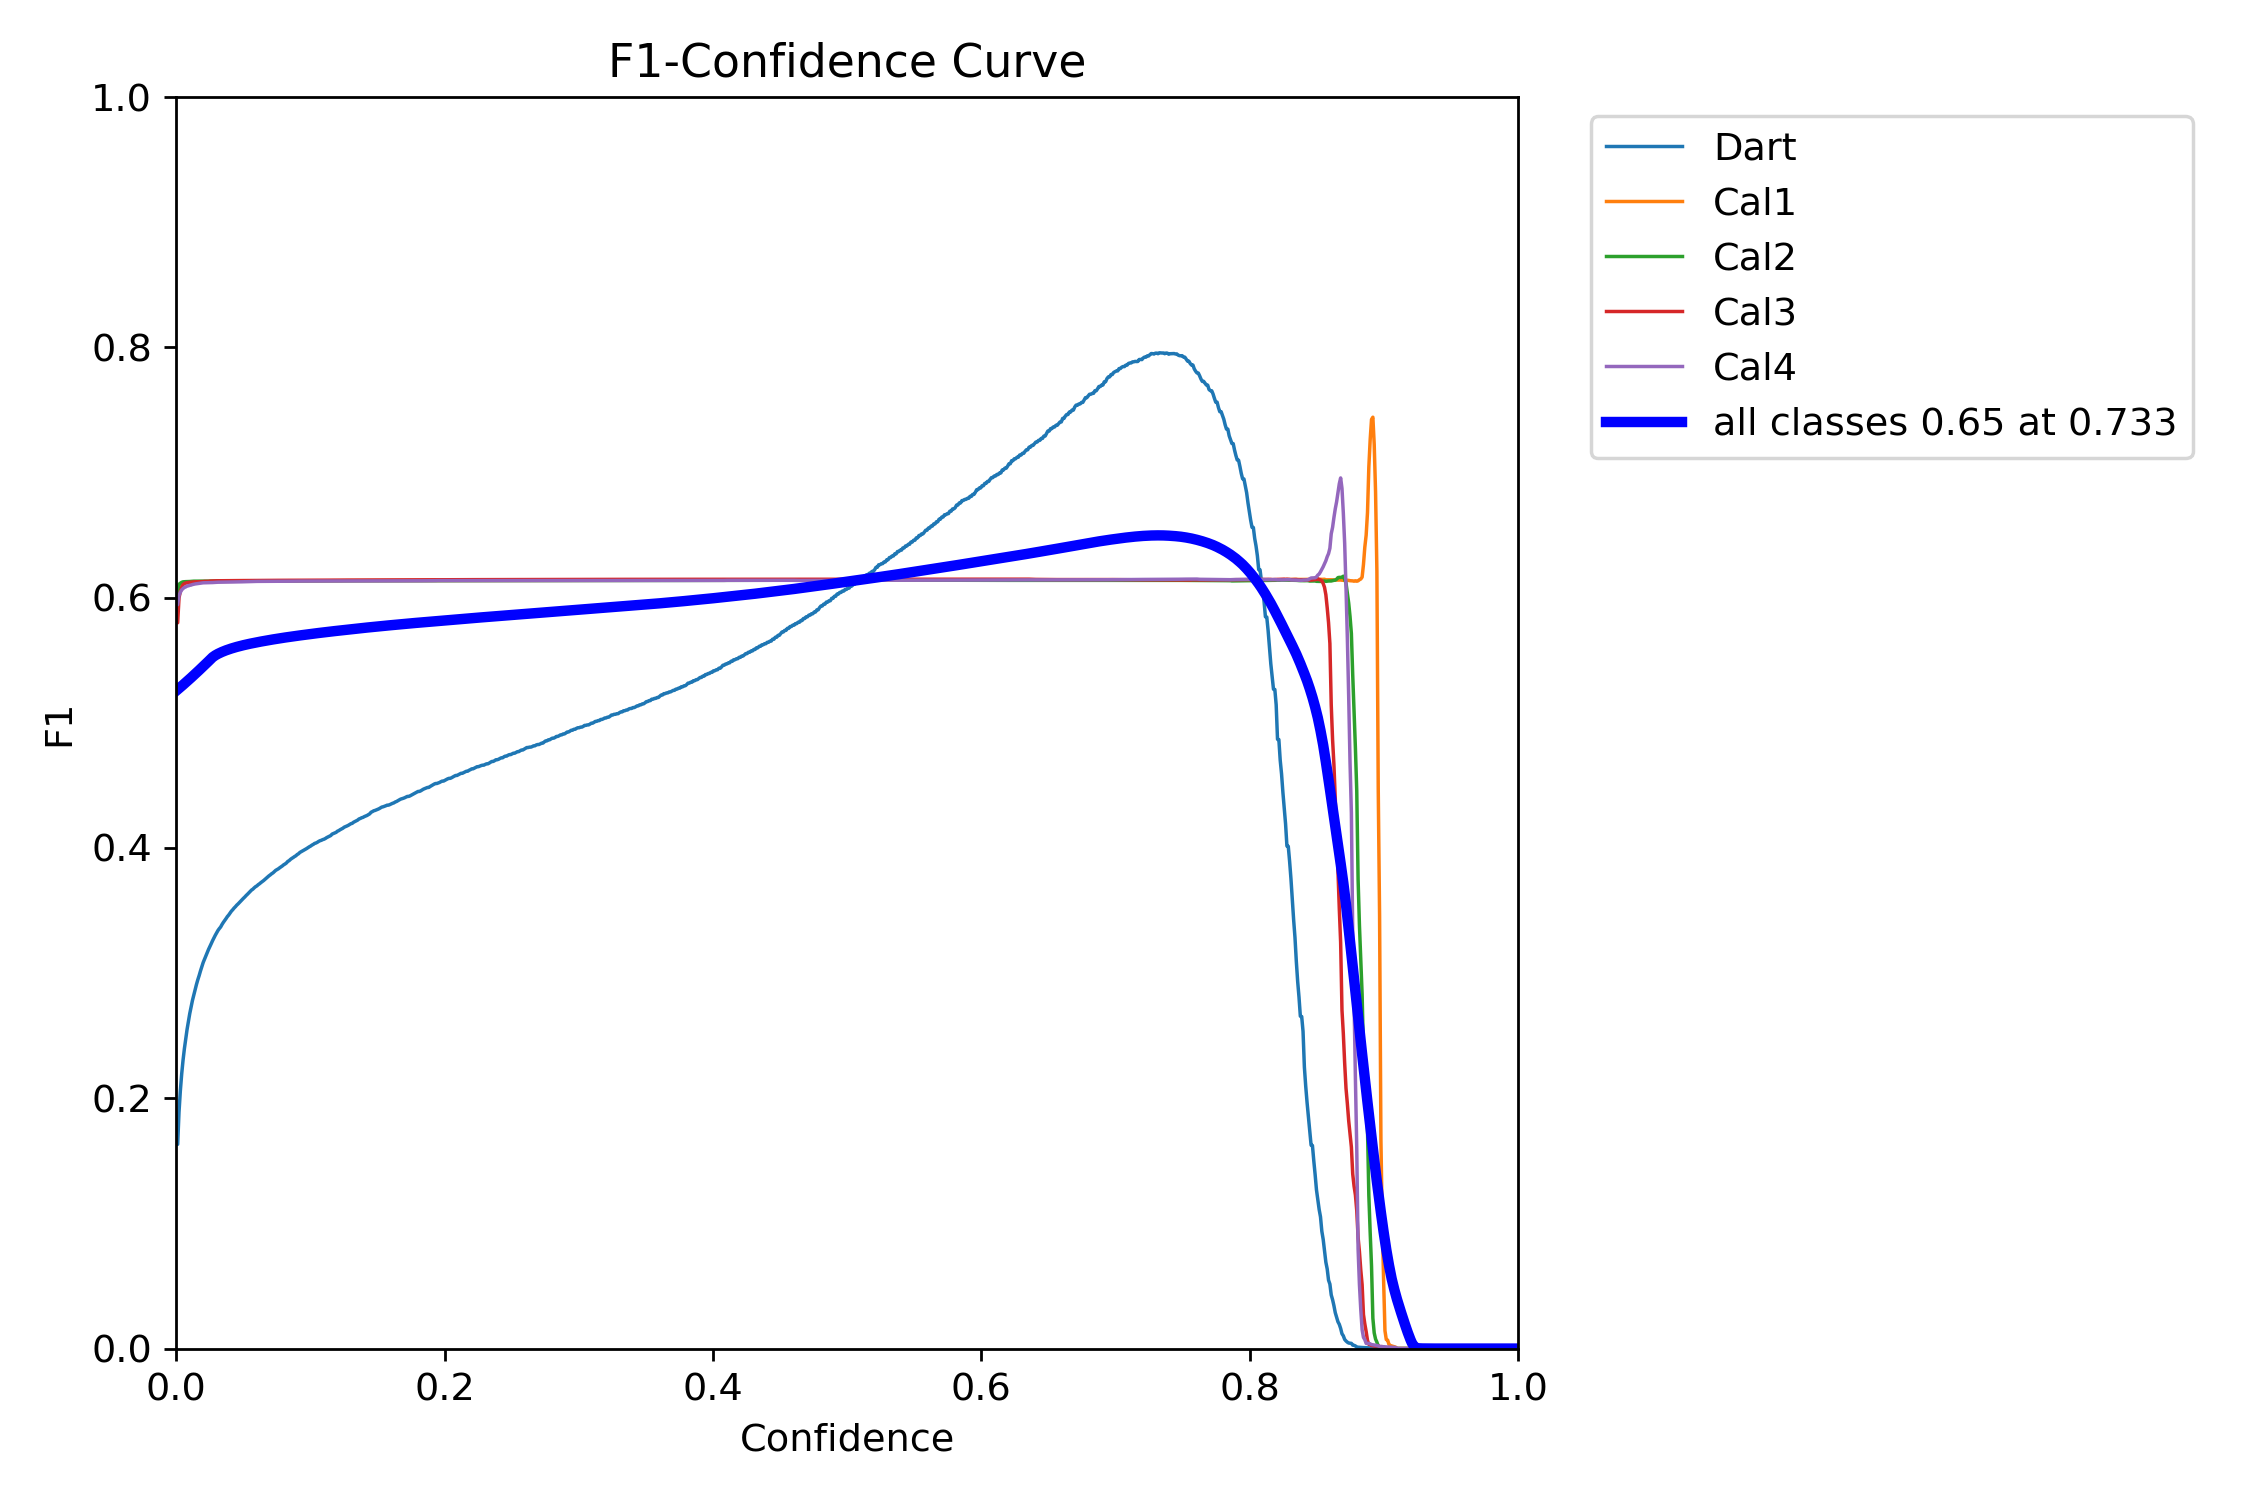 F1-Confidence Curve
1.0
0.8
0.6
0.4
0.2
0.0
F1
0.0 0.2 0.4 0.6 0.8 1.0
Confidence
Dart
Cal1
Cal2
Cal3
Cal4
all classes 0.65 at 0.733